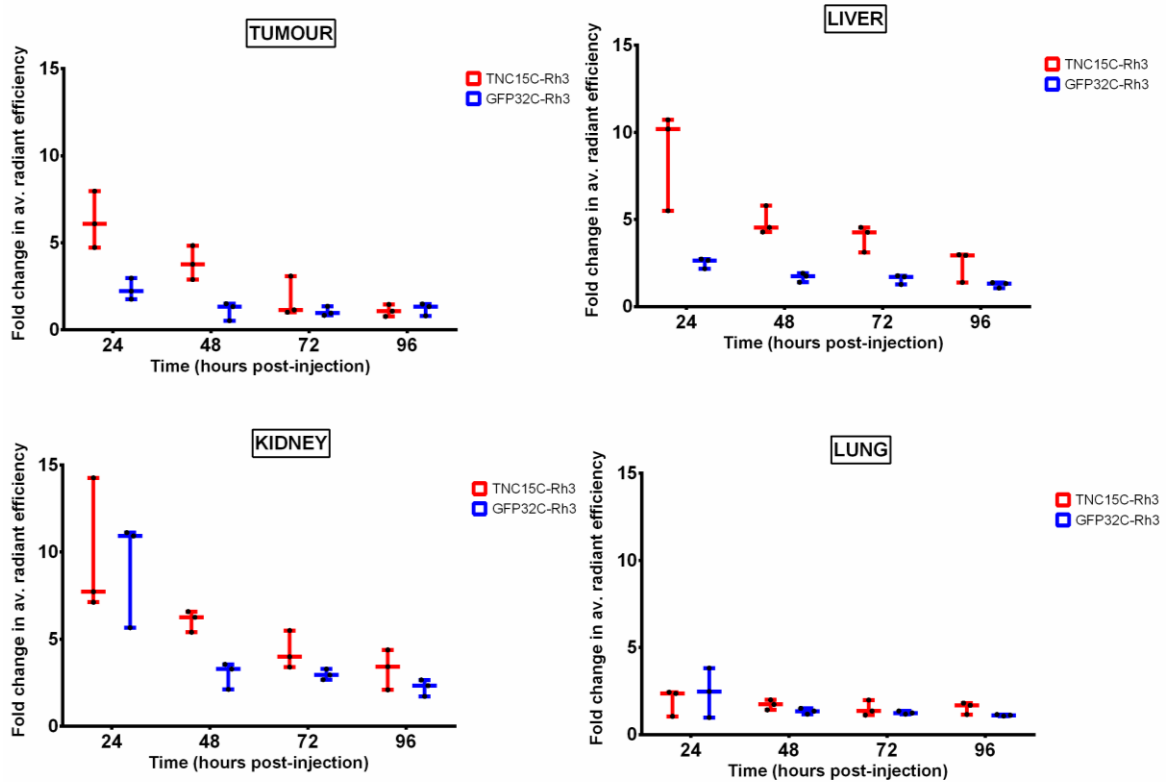 TUMOUR
Fold change in av. radiant efficiency
15
10
5
0
24 48 72 96
Time (hours post-injection)
TNC15C-Rh3
GFP32C-Rh3
LIVER
Fold change in av. radiant efficiency
15
10
5
0
24 48 72 96
Time (hours post-injection)
TNC15C-Rh3
GFP32C-Rh3
KIDNEY
Fold change in av. radiant efficiency
15
10
5
0
24 48 72 96
Time (hours post-injection)
TNC15C-Rh3
GFP32C-Rh3
LUNG
Fold change in av. radiant efficiency
15
10
5
0
24 48 72 96
Time (hours post-injection)
TNC15C-Rh3
GFP32C-Rh3